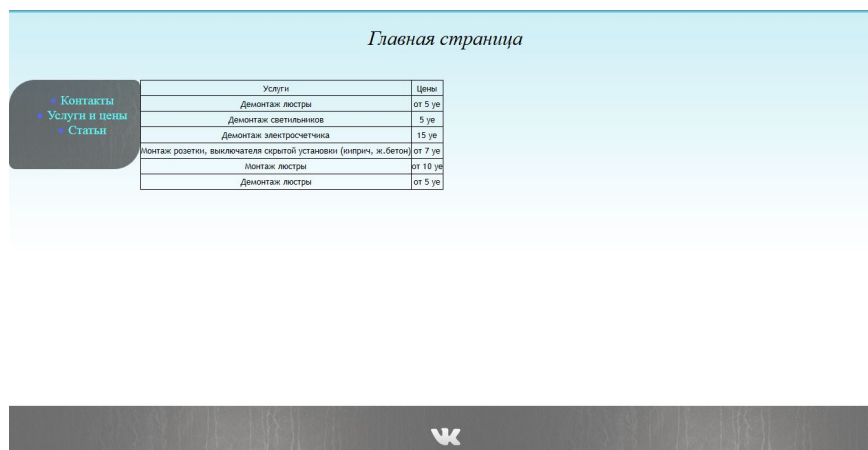 Главная страница
Контакты
Услуги и цены
Статьи
Услуги Цены
Демонтаж люстры от 5 уе
Демонтаж светильников 5 уе
Демонтаж электросчетчика 15 уе
Монтаж розетки, выключателя скрытой установки (киприч, ж.бетон) от 7 уе
Монтаж люстры от 10 уе
Демонтаж люстры от 5 уе